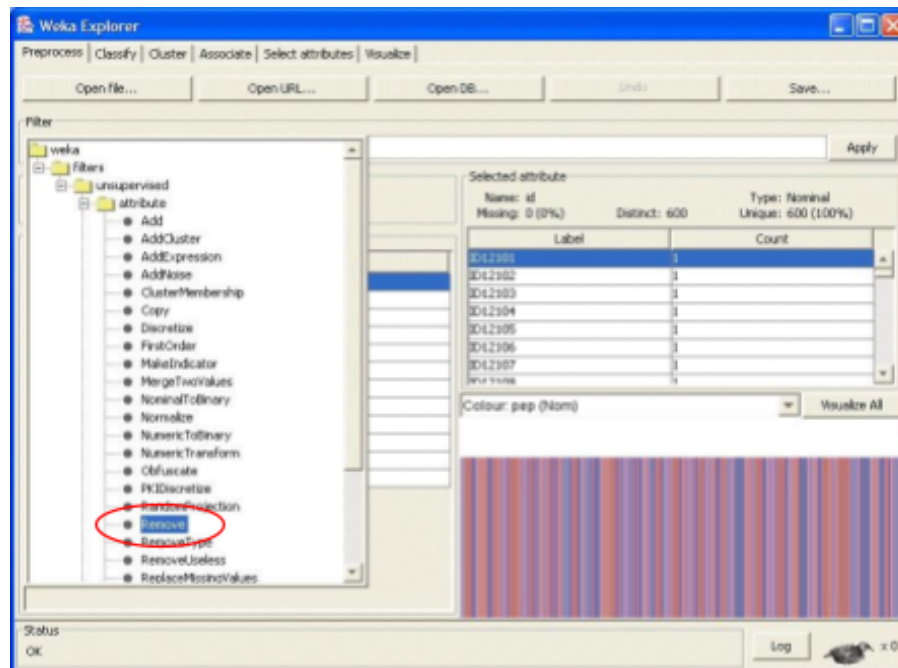 Weka Explorer
Preprocess Classify Cluster Associate Select attributes Visualize
Open file... Open URL... Open DB... Undo Save...
Filter
weka
filters
unsupervised
attribute
Add
AddCluster
AddExpression
AddNoise
ClusterMembership
Copy
Discretize
FirstOrder
MakeIndicator
MergeTwoValues
NominalToBinary
Normalize
NumericToBinary
NumericTransform
Obfuscate
PKIDiscretize
RandomProjection
Remove
RemoveType
RemoveUseless
ReplaceMissingValues
Apply
Selected attribute
Name: id Type: Nominal
Missing: 0 (0%) Distinct: 600 Unique: 600 (100%)
Label Count
ID12101 1
ID12102 1
ID12103 1
ID12104 1
ID12105 1
ID12106 1
ID12107 1
Colour: pep (Nom) Visualize All
Status
OK Log x 0